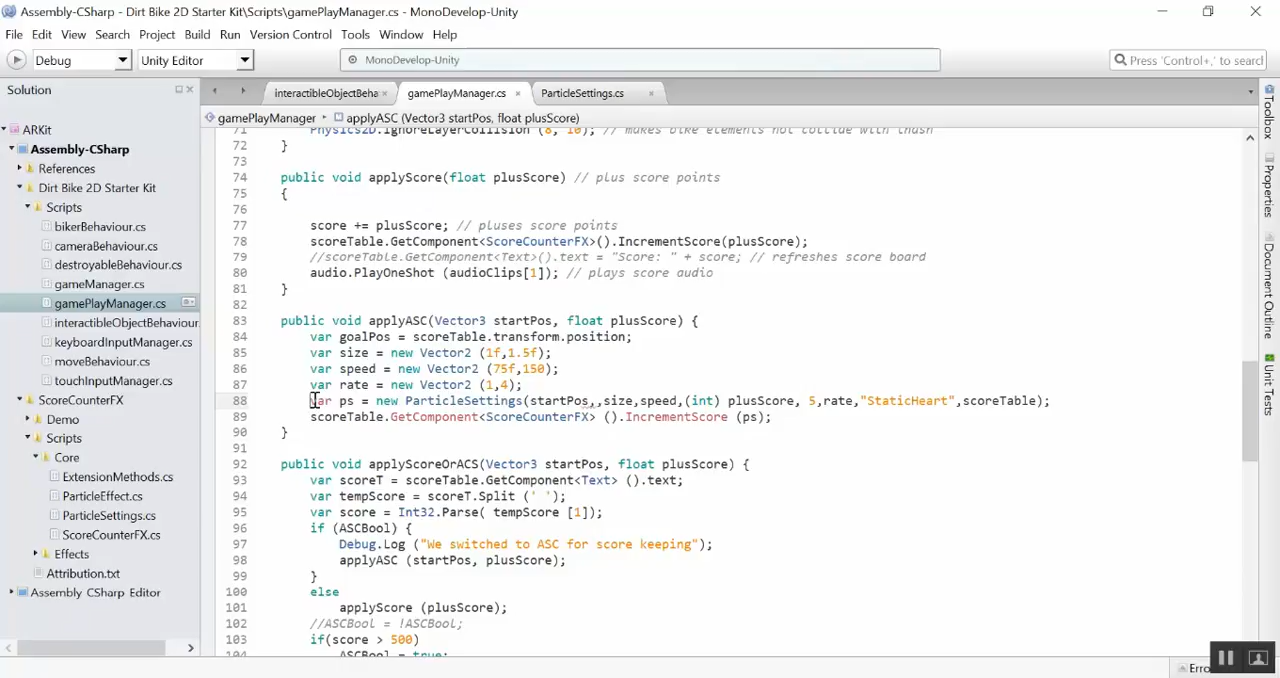 Assembly-CSharp - Dirt Bike 2D Starter Kit\Scripts\gamePlayManager.cs - MonoDevelop-Unity
File Edit View Search Project Build Run Version Control Tools Window Help
Debug Unity Editor MonoDevelop-Unity Press 'Control+,' to search
Solution
interactibleObjectBeha gamePlayManager.cs ParticleSettings.cs
gamePlayManager applyASC (Vector3 startPos, float plusScore)
ARKit
Assembly-CSharp
References
Dirt Bike 2D Starter Kit
Scripts
bikerBehaviour.cs
cameraBehaviour.cs
destroyableBehaviour.cs
gameManager.cs
gamePlayManager.cs
interactibleObjectBehaviour
keyboardInputManager.cs
moveBehaviour.cs
touchInputManager.cs
ScoreCounterFX
Demo
Scripts
Core
ExtensionMethods.cs
ParticleEffect.cs
ParticleSettings.cs
ScoreCounterFX.cs
Effects
Attribution.txt
Assembly CSharp Editor
71 Physics2D.IgnoreLayerCollision (8, 10); // makes bike elements not collide with trash
72 }
73
74 public void applyScore(float plusScore) // plus score points
75 {
76
77 score += plusScore; // pluses score points
78 scoreTable.GetComponent<ScoreCounterFX>().IncrementScore(plusScore);
79 //scoreTable.GetComponent<Text>().text = "Score: " + score; // refreshes score board
80 audio.PlayOneShot (audioClips[1]); // plays score audio
81 }
82
83 public void applyASC(Vector3 startPos, float plusScore) {
84 var goalPos = scoreTable.transform.position;
85 var size = new Vector2 (1f,1.5f);
86 var speed = new Vector2 (75f,150);
87 var rate = new Vector2 (1,4);
88 var ps = new ParticleSettings(startPos,,size,speed,(int) plusScore, 5,rate,"StaticHeart",scoreTable);
89 scoreTable.GetComponent<ScoreCounterFX> ().IncrementScore (ps);
90 }
91
92 public void applyScoreOrACS(Vector3 startPos, float plusScore) {
93 var scoreT = scoreTable.GetComponent<Text> ().text;
94 var tempScore = scoreT.Split (' ');
95 var score = Int32.Parse( tempScore [1]);
96 if (ASCBool) {
97 Debug.Log ("We switched to ASC for score keeping");
98 applyASC (startPos, plusScore);
99 }
100 else
101 applyScore (plusScore);
102 //ASCBool = !ASCBool;
103 if(score > 500)
104 ASCBool = true;
Toolbox
Properties
Document Outline
Unit Tests
Erro